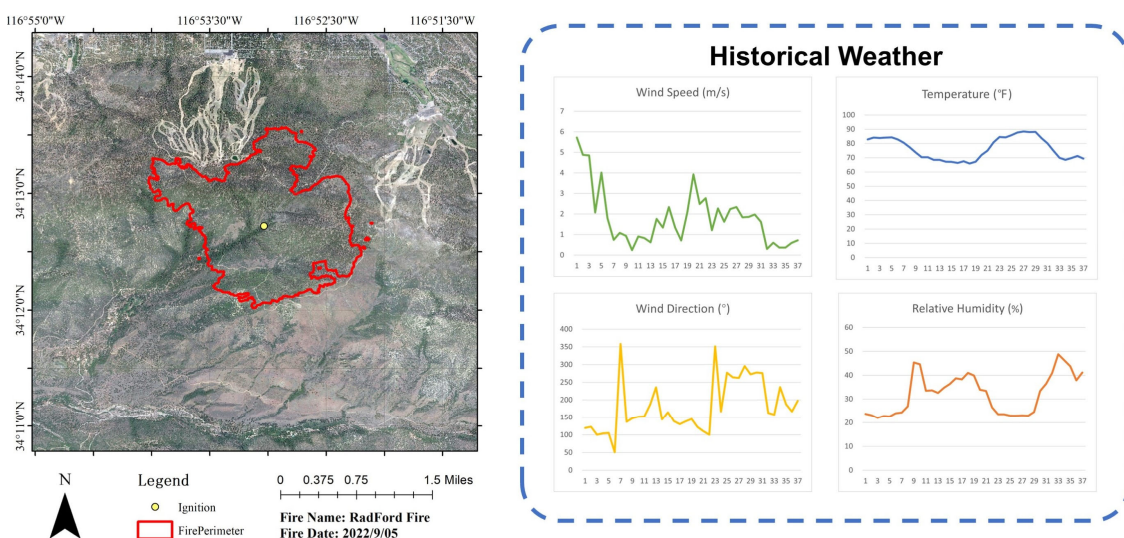 116°55'0"W 116°53'30"W 116°52'30"W 116°51'30"W
34°14'0"N
34°13'0"N
34°12'0"N
34°11'0"N
N
Legend
Ignition
FirePerimeter
0 0.375 0.75 1.5 Miles
Fire Name: RadFord Fire
Fire Date: 2022/9/05
Historical Weather
Wind Speed (m/s)
7
6
5
4
3
2
1
0
1 3 5 7 9 11 13 15 17 19 21 23 25 27 29 31 33 35 37
Temperature (°F)
100
90
80
70
60
50
40
30
20
10
0
1 3 5 7 9 11 13 15 17 19 21 23 25 27 29 31 33 35 37
Wind Direction (°)
400
350
300
250
200
150
100
50
0
1 3 5 7 9 11 13 15 17 19 21 23 25 27 29 31 33 35 37
Relative Humidity (%)
60
50
40
30
20
10
0
1 3 5 7 9 11 13 15 17 19 21 23 25 27 29 31 33 35 37